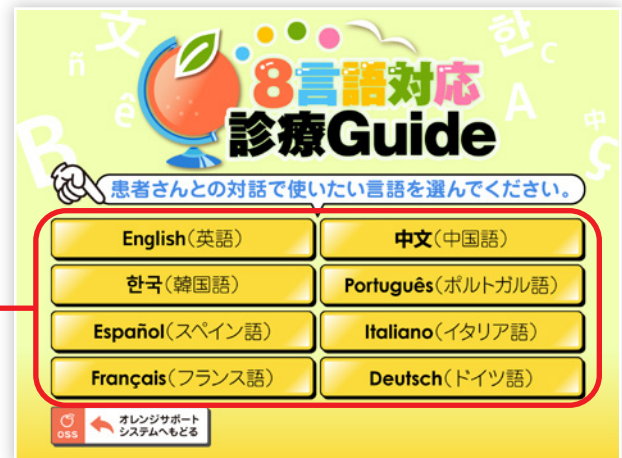 8言語対応
診療Guide
患者さんとの対話で使いたい言語を選んでください。
English(英語)
中文(中国語)
한국(韓国語)
Português(ポルトガル語)
Español(スペイン語)
Italiano(イタリア語)
Français(フランス語)
Deutsch(ドイツ語)
OSS
オレンジサポート
システムへもどる
ñ
文
ê
B
한
C
A
中
Ç